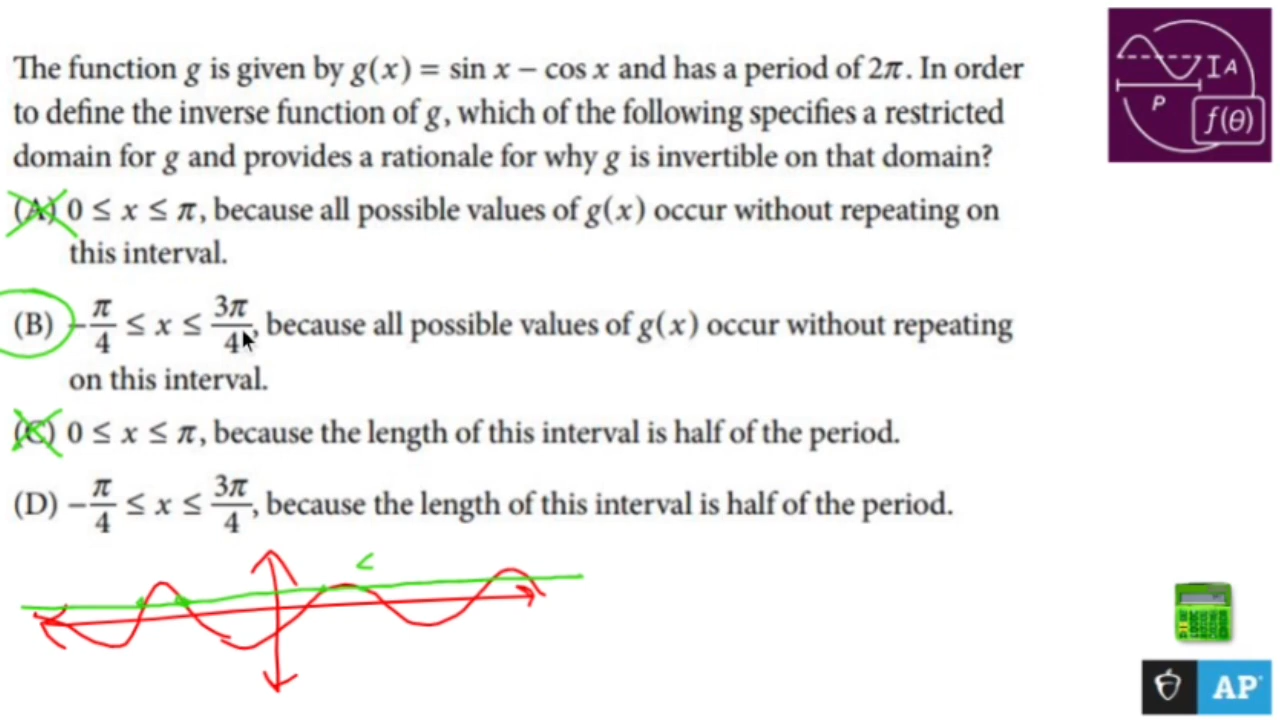 The function g is given by g(x) = sin x − cos x and has a period of 2π. In order
to define the inverse function of g, which of the following specifies a restricted
domain for g and provides a rationale for why g is invertible on that domain?
(A) 0 ≤ x ≤ π, because all possible values of g(x) occur without repeating on
this interval.
(B) −π/4 ≤ x ≤ 3π/4, because all possible values of g(x) occur without repeating
on this interval.
(C) 0 ≤ x ≤ π, because the length of this interval is half of the period.
(D) −π/4 ≤ x ≤ 3π/4, because the length of this interval is half of the period.
A
P
f(θ)
AP